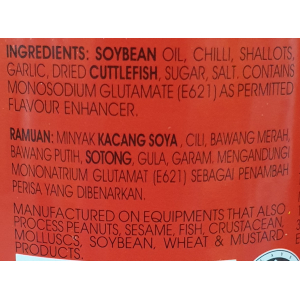 INGREDIENTS: SOYBEAN OIL, CHILLI, SHALLOTS,
GARLIC, DRIED CUTTLEFISH, SUGAR, SALT. CONTAINS
MONOSODIUM GLUTAMATE (E621) AS PERMITTED
FLAVOUR ENHANCER.
RAMUAN: MINYAK KACANG SOYA , CILI, BAWANG MERAH,
BAWANG PUTIH, SOTONG, GULA, GARAM. MENGANDUNGI
MONONATRIUM GLUTAMAT (E621) SEBAGAI PENAMBAH
PERISA YANG DIBENARKAN.
MANUFACTURED ON EQUIPMENTS THAT ALSO
PROCESS PEANUTS, SESAME, FISH, CRUSTACEAN,
MOLLUSCS, SOYBEAN, WHEAT & MUSTARD
PRODUCTS.